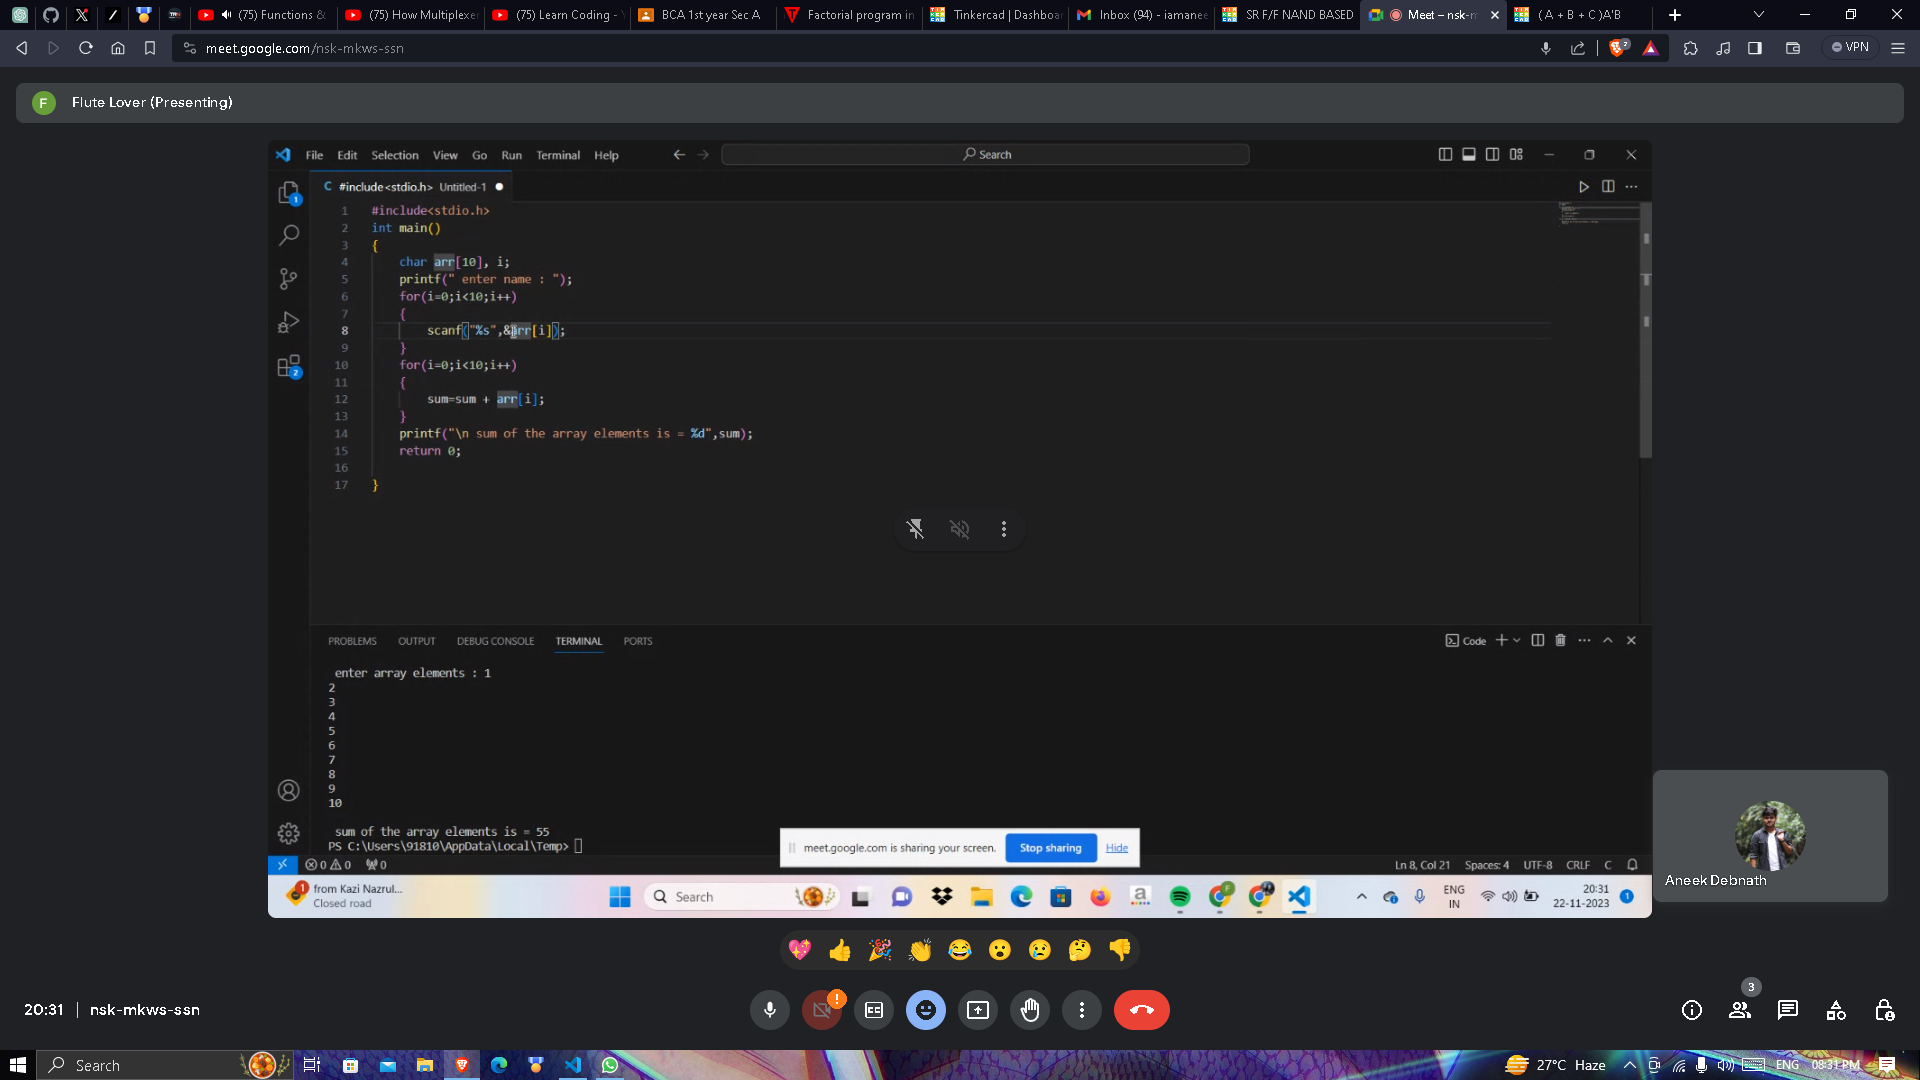 (75) Functions &
(75) How Multiplexer
(75) Learn Coding -
BCA 1st year Sec A
Factorial program in
Tinkercad | Dashboa
Inbox (94) - iamanee
SR F/F NAND BASED
Meet – nsk-m
( A + B + C )A'B
meet.google.com/nsk-mkws-ssn
VPN
F
Flute Lover (Presenting)
File Edit Selection View Go Run Terminal Help
Search
C #include<stdio.h> Untitled-1
1 #include<stdio.h>
2 int main()
3 {
4 char arr[10], i;
5 printf(" enter name : ");
6 for(i=0;i<10;i++)
7 {
8 scanf("%s",&arr[i]);
9 }
10 for(i=0;i<10;i++)
11 {
12 sum=sum + arr[i];
13 }
14 printf("\n sum of the array elements is = %d",sum);
15 return 0;
16
17 }
PROBLEMS OUTPUT DEBUG CONSOLE TERMINAL PORTS
Code
enter array elements : 1
2
3
4
5
6
7
8
9
10
sum of the array elements is = 55
PS C:\Users\91810\AppData\Local\Temp>
meet.google.com is sharing your screen. Stop sharing Hide
0 0 0
Ln 8, Col 21 Spaces: 4 UTF-8 CRLF C
from Kazi Nazrul...
Closed road
Search
ENG
IN
20:31
22-11-2023
Aneek Debnath
20:31 | nsk-mkws-ssn
3
Search
27°C Haze
ENG
08:31 PM